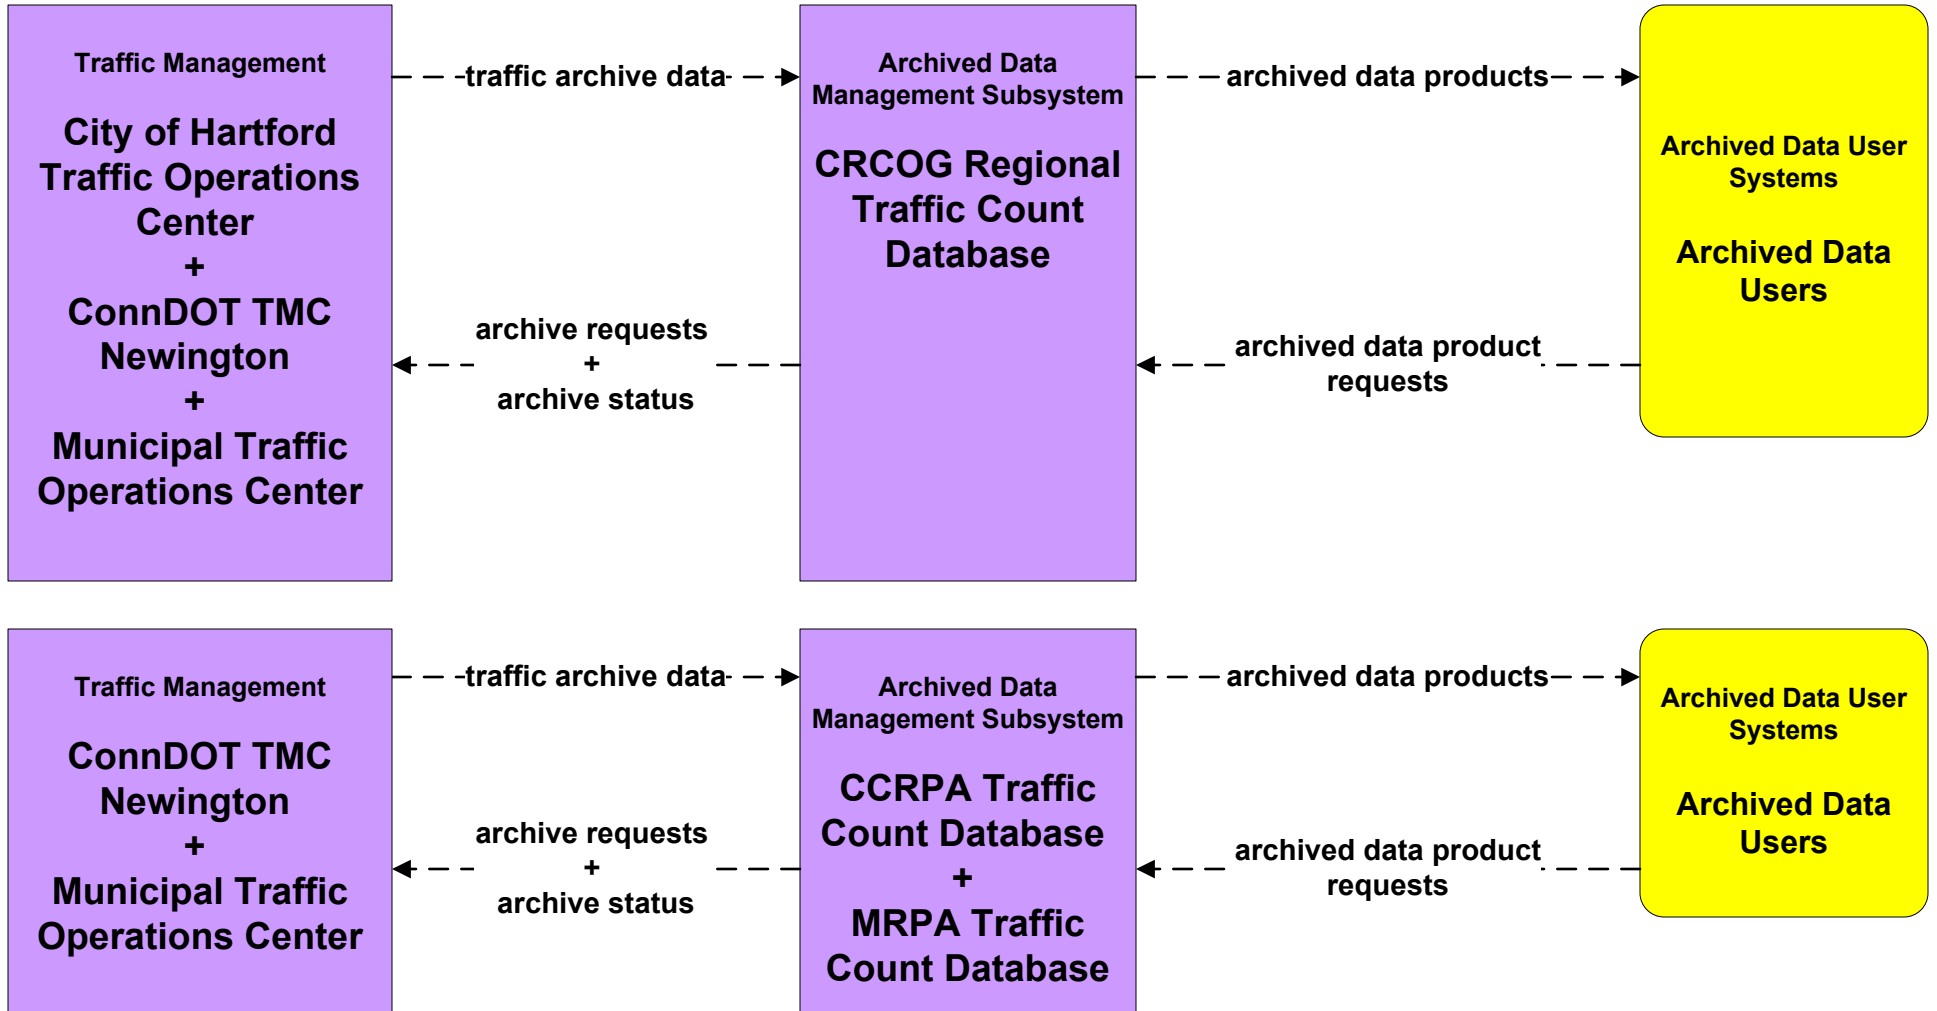 Traffic Management
City of Hartford
Traffic Operations
Center
+
ConnDOT TMC
Newington
+
Municipal Traffic
Operations Center
traffic archive data
archive requests
+
archive status
Archived Data
Management Subsystem
CRCOG Regional
Traffic Count
Database
archived data products
archived data product
requests
Archived Data User
Systems
Archived Data
Users
Traffic Management
ConnDOT TMC
Newington
+
Municipal Traffic
Operations Center
traffic archive data
archive requests
+
archive status
Archived Data
Management Subsystem
CCRPA Traffic
Count Database
+
MRPA Traffic
Count Database
archived data products
archived data product
requests
Archived Data User
Systems
Archived Data
Users